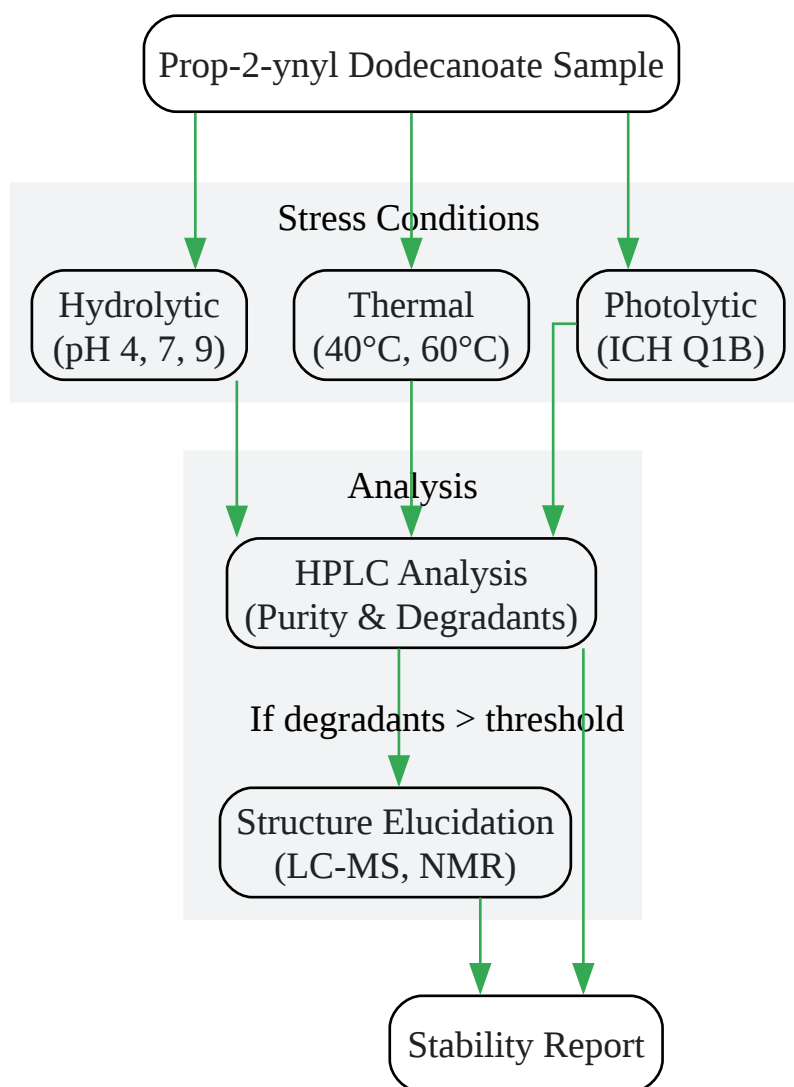 Prop-2-ynyl Dodecanoate Sample
Stress Conditions
Hydrolytic
(pH 4, 7, 9)
Thermal
(40°C, 60°C)
Photolytic
(ICH Q1B)
Analysis
HPLC Analysis
(Purity & Degradants)
If degradants > threshold
Structure Elucidation
(LC-MS, NMR)
Stability Report